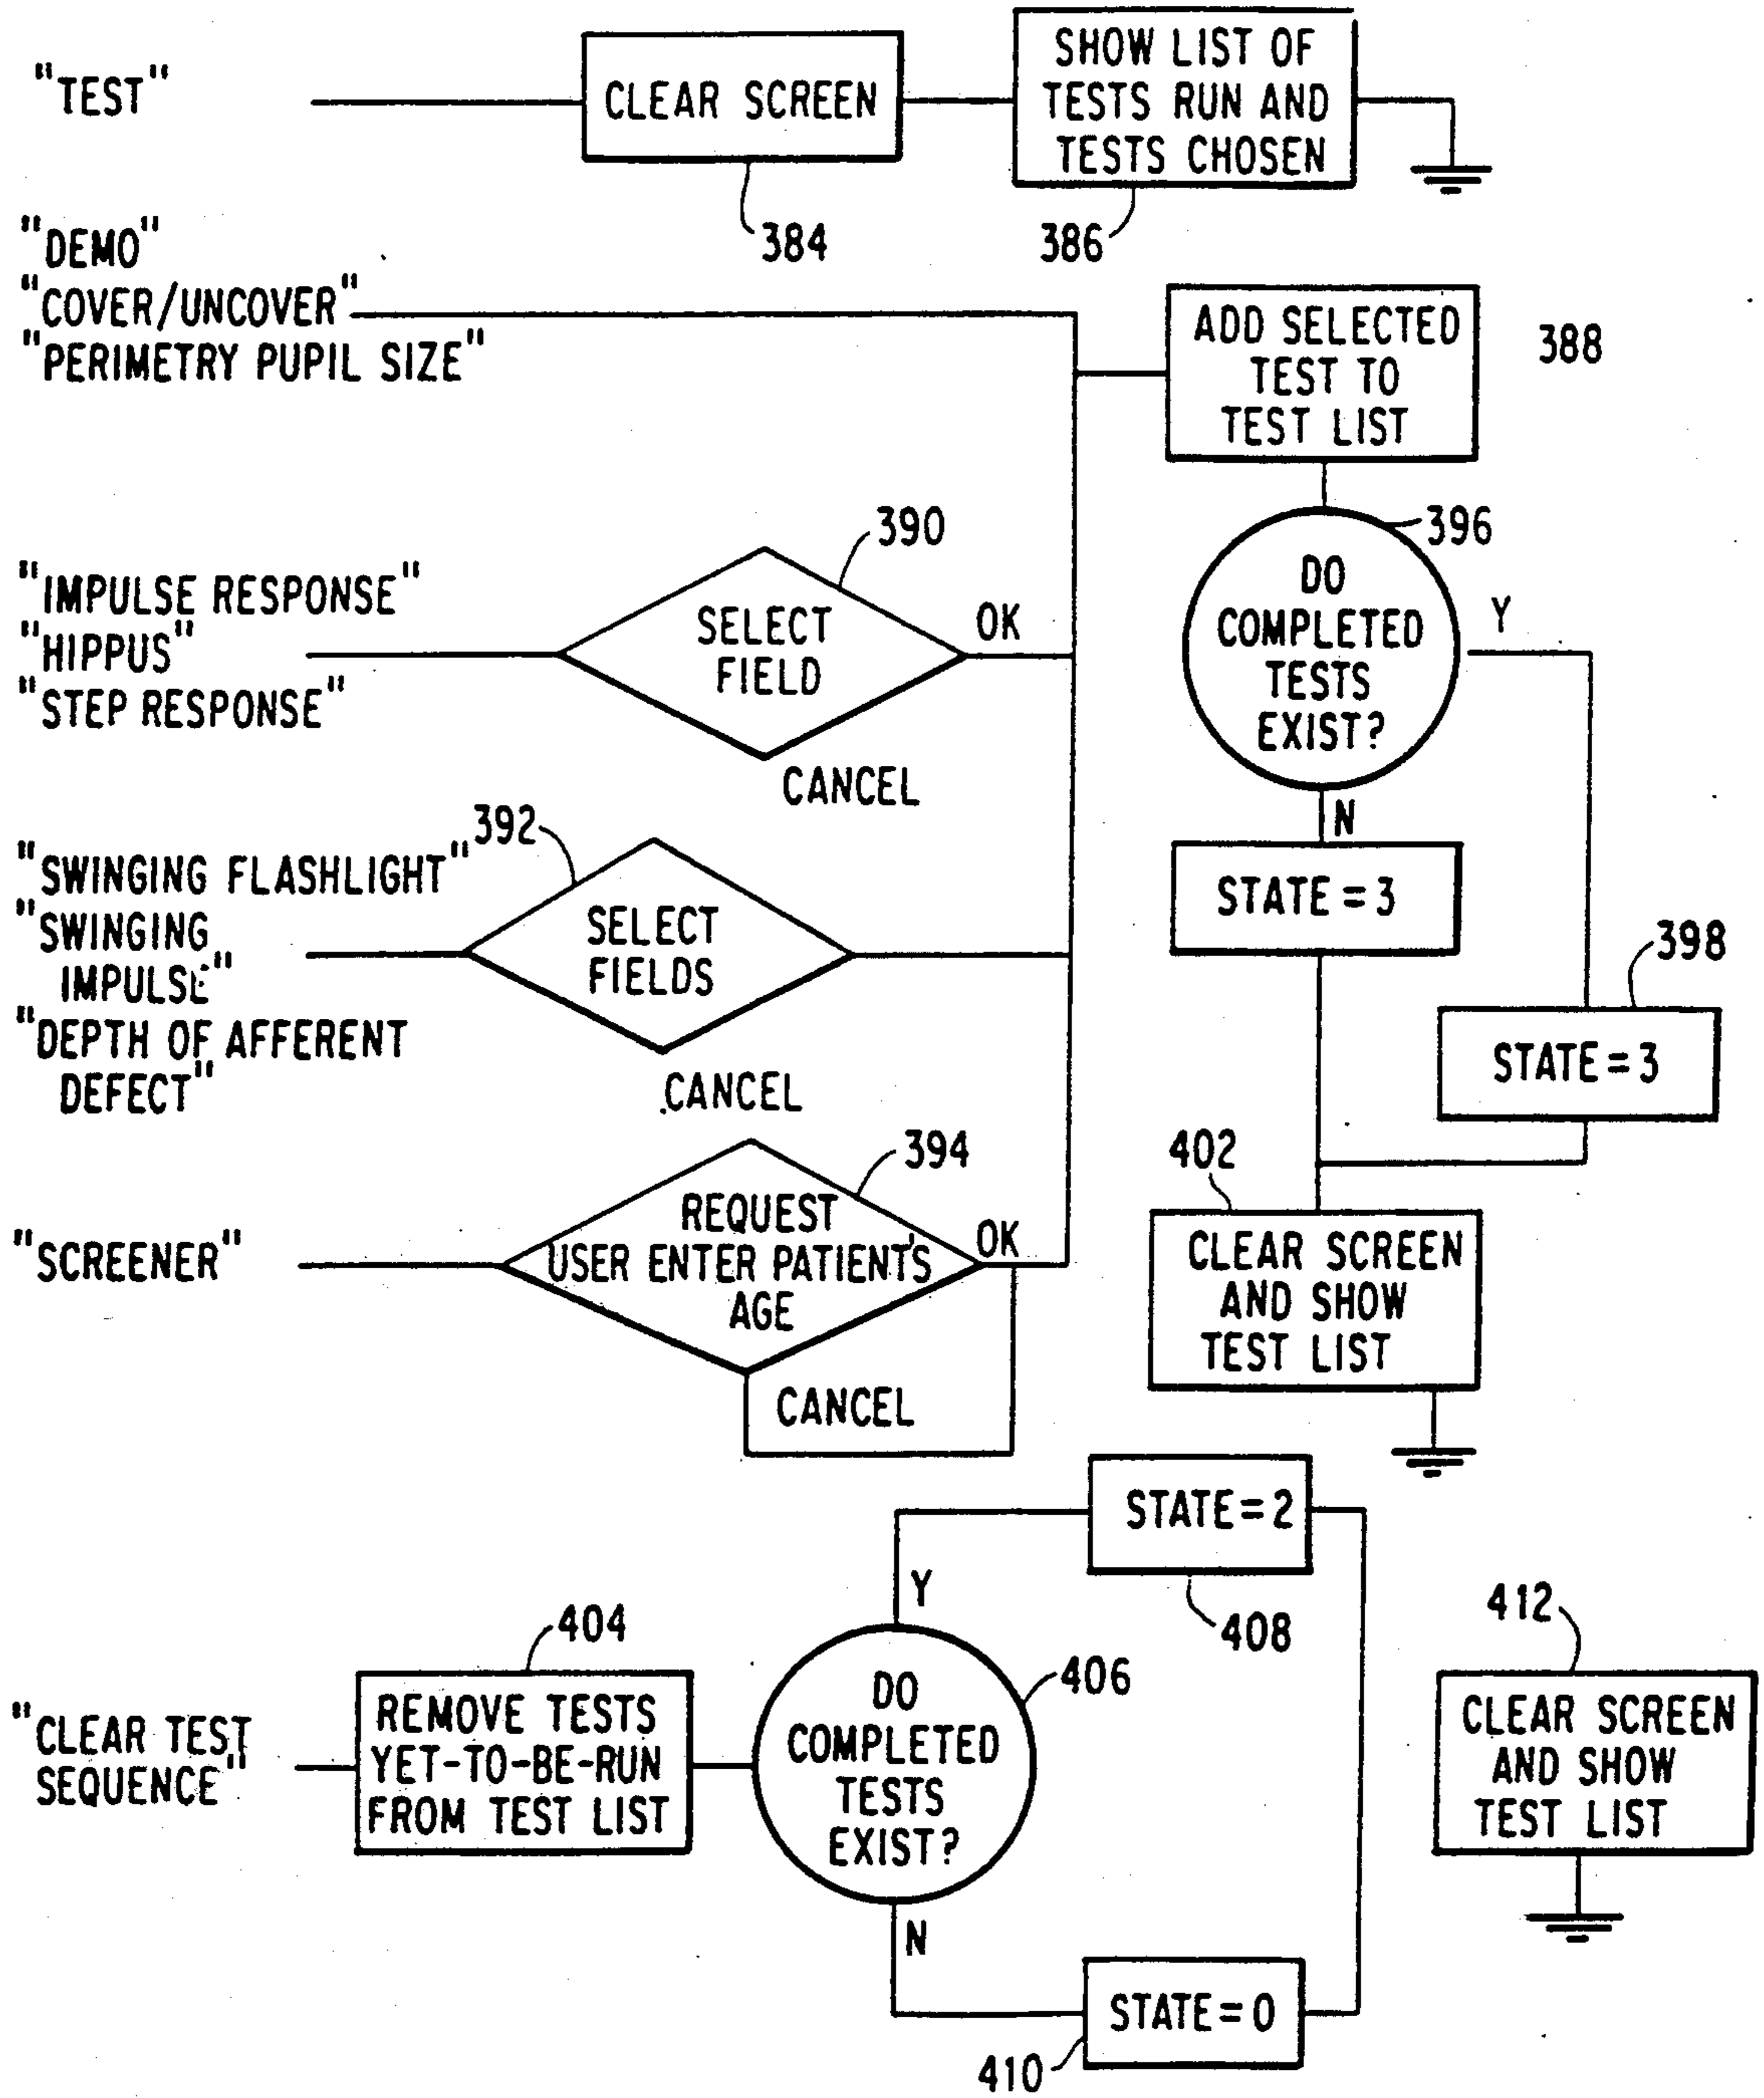 "TEST"
CLEAR SCREEN
SHOW LIST OF
TESTS RUN AND
TESTS CHOSEN
384
386
"DEMO"
"COVER/UNCOVER"
"PERIMETRY PUPIL SIZE"
ADD SELECTED
TEST TO
TEST LIST
388
390
396
"IMPULSE RESPONSE"
"HIPPUS"
"STEP RESPONSE"
SELECT
FIELD
OK
CANCEL
DO
COMPLETED
TESTS
EXIST?
Y
N
392
"SWINGING FLASHLIGHT"
"SWINGING
IMPULSE"
"DEPTH OF AFFERENT
DEFECT"
SELECT
FIELDS
CANCEL
STATE = 3
398
STATE = 3
394
402
"SCREENER"
REQUEST
USER ENTER PATIENT'S
AGE
OK
CANCEL
CLEAR SCREEN
AND SHOW
TEST LIST
STATE = 2
408
Y
404
406
412
"CLEAR TEST
SEQUENCE"
REMOVE TESTS
YET-TO-BE-RUN
FROM TEST LIST
DO
COMPLETED
TESTS
EXIST?
CLEAR SCREEN
AND SHOW
TEST LIST
N
STATE = 0
410